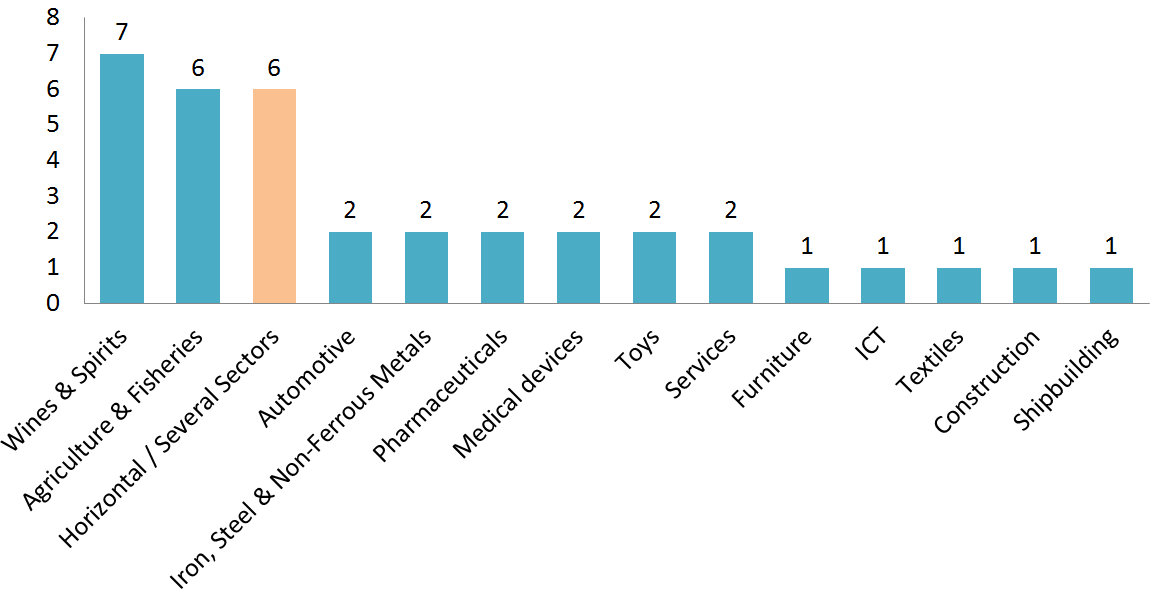 8
7
6
5
4
3
2
1
0
7
6
6
2
2
2
2
2
2
1
1
1
1
1
Wines & Spirits
Agriculture & Fisheries
Horizontal / Several Sectors
Automotive
Iron, Steel & Non-Ferrous Metals
Pharmaceuticals
Medical devices
Toys
Services
Furniture
ICT
Textiles
Construction
Shipbuilding